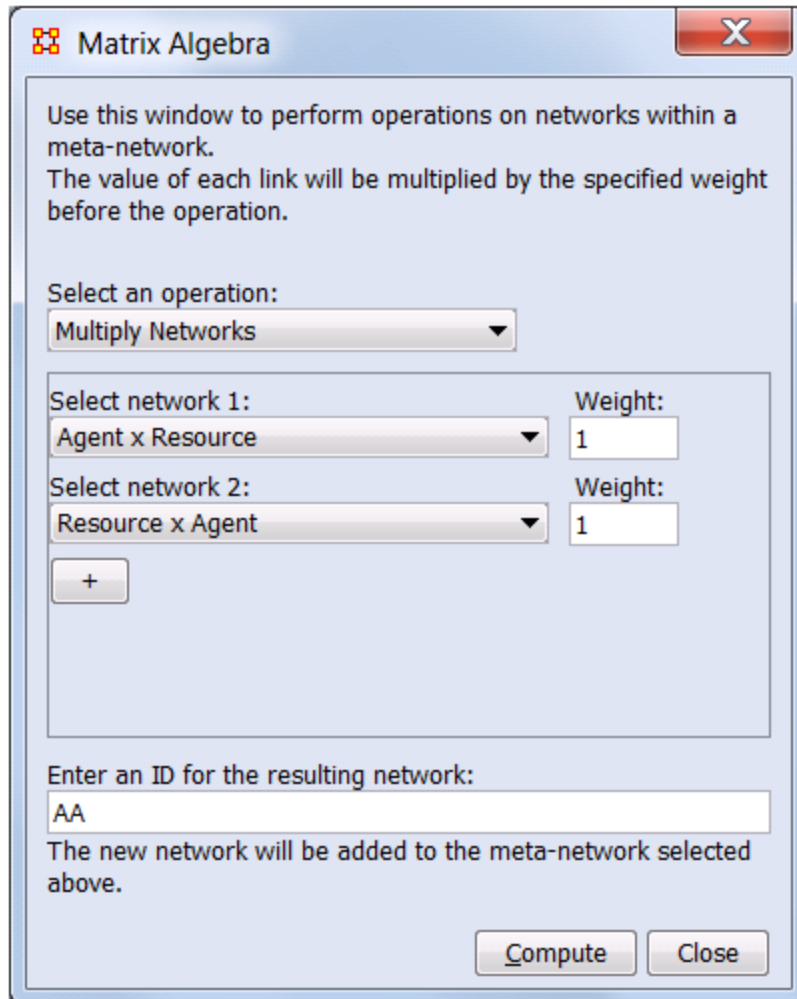 Matrix Algebra
X
Use this window to perform operations on networks within a
meta-network.
The value of each link will be multiplied by the specified weight
before the operation.
Select an operation:
Multiply Networks
Select network 1: Weight:
Agent x Resource 1
Select network 2: Weight:
Resource x Agent 1
+
Enter an ID for the resulting network:
AA
The new network will be added to the meta-network selected
above.
Compute Close